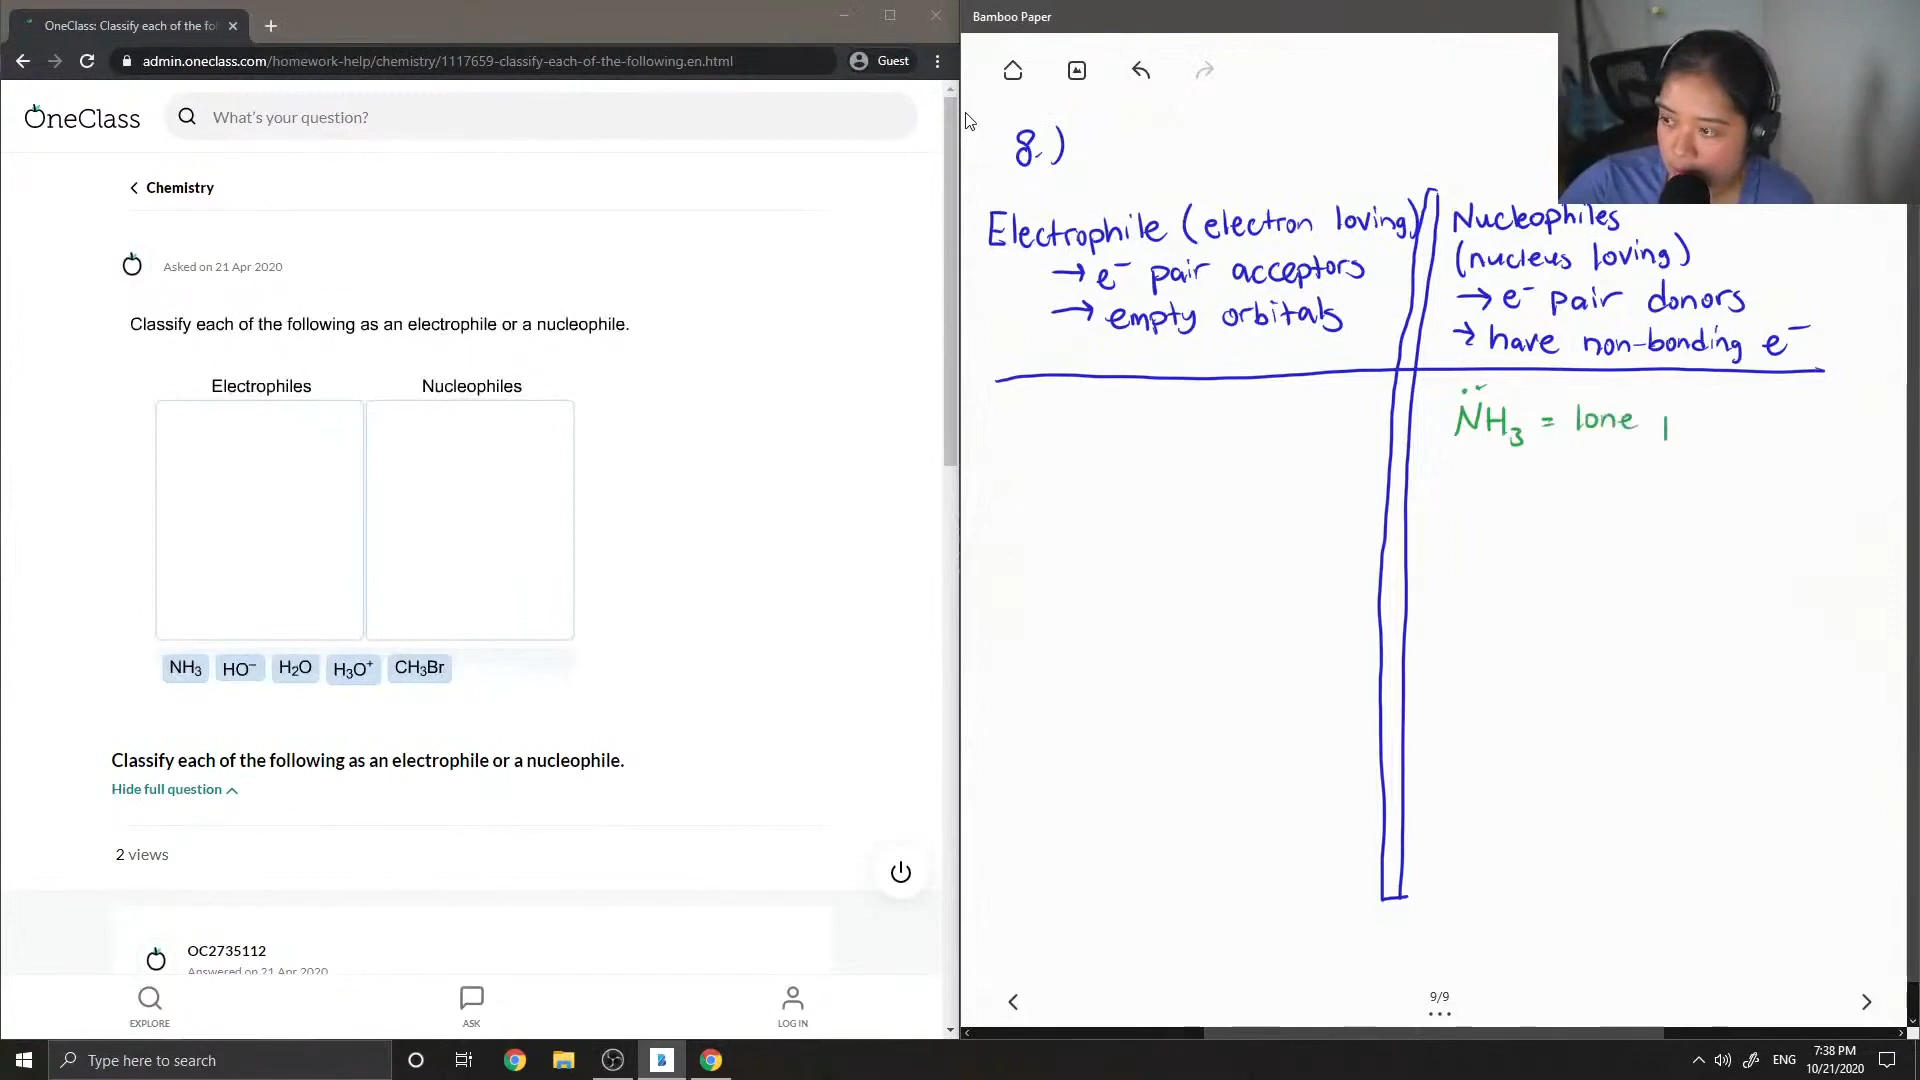 OneClass: Classify each of the fo
admin.oneclass.com/homework-help/chemistry/1117659-classify-each-of-the-following.en.html
Guest
OneClass
What's your question?
Chemistry
Asked on 21 Apr 2020
Classify each of the following as an electrophile or a nucleophile.
Electrophiles Nucleophiles
NH₃ HO⁻ H₂O H₃O⁺ CH₃Br
Classify each of the following as an electrophile or a nucleophile.
Hide full question
2 views
OC2735112
Answered on 21 Apr 2020
EXPLORE ASK LOG IN
Bamboo Paper
8.)
Electrophile (electron loving)
→ e⁻ pair acceptors
→ empty orbitals
Nucleophiles
(nucleus loving)
→ e⁻ pair donors
→ have non-bonding e⁻
NH₃ = lone
9/9
Type here to search
ENG
7:38 PM
10/21/2020